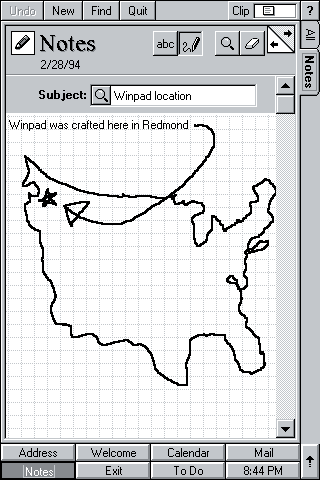 Undo New Find Quit Clip ?
All
Notes
Notes
abc
2/28/94
Subject: Winpad location
Winpad was crafted here in Redmond
Address Welcome Calendar Mail
Notes Exit To Do 8:44 PM